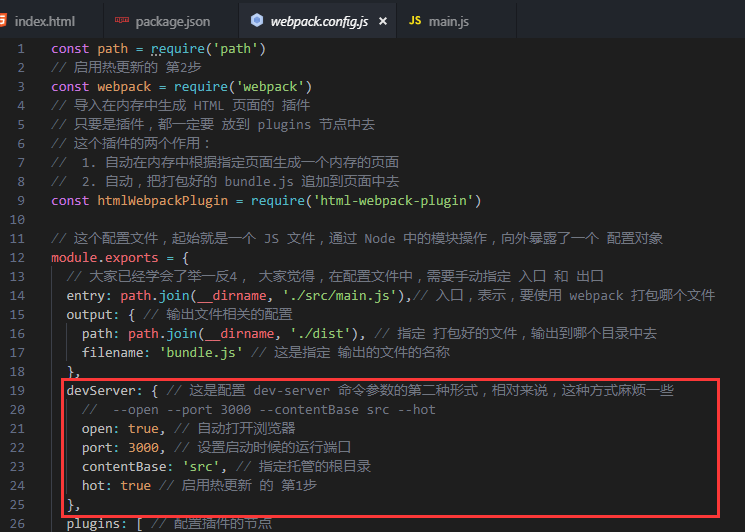 index.html package.json webpack.config.js × JS main.js
1 const path = require('path')
2 // 启用热更新的 第2步
3 const webpack = require('webpack')
4 // 导入在内存中生成 HTML 页面的 插件
5 // 只要是插件，都一定要 放到 plugins 节点中去
6 // 这个插件的两个作用：
7 //  1. 自动在内存中根据指定页面生成一个内存的页面
8 //  2. 自动，把打包好的 bundle.js 追加到页面中去
9 const htmlWebpackPlugin = require('html-webpack-plugin')
10
11 // 这个配置文件，起始就是一个 JS 文件，通过 Node 中的模块操作，向外暴露了一个 配置对象
12 module.exports = {
13   // 大家已经学会了举一反4， 大家觉得，在配置文件中，需要手动指定 入口 和 出口
14   entry: path.join(__dirname, './src/main.js'),// 入口，表示，要使用 webpack 打包哪个文件
15   output: { // 输出文件相关的配置
16     path: path.join(__dirname, './dist'), // 指定 打包好的文件，输出到哪个目录中去
17     filename: 'bundle.js' // 这是指定 输出的文件的名称
18   },
19   devServer: { // 这是配置 dev-server 命令参数的第二种形式，相对来说，这种方式麻烦一些
20     //  --open --port 3000 --contentBase src --hot
21     open: true, // 自动打开浏览器
22     port: 3000, // 设置启动时候的运行端口
23     contentBase: 'src', // 指定托管的根目录
24     hot: true // 启用热更新 的 第1步
25   },
26   plugins: [ // 配置插件的节点